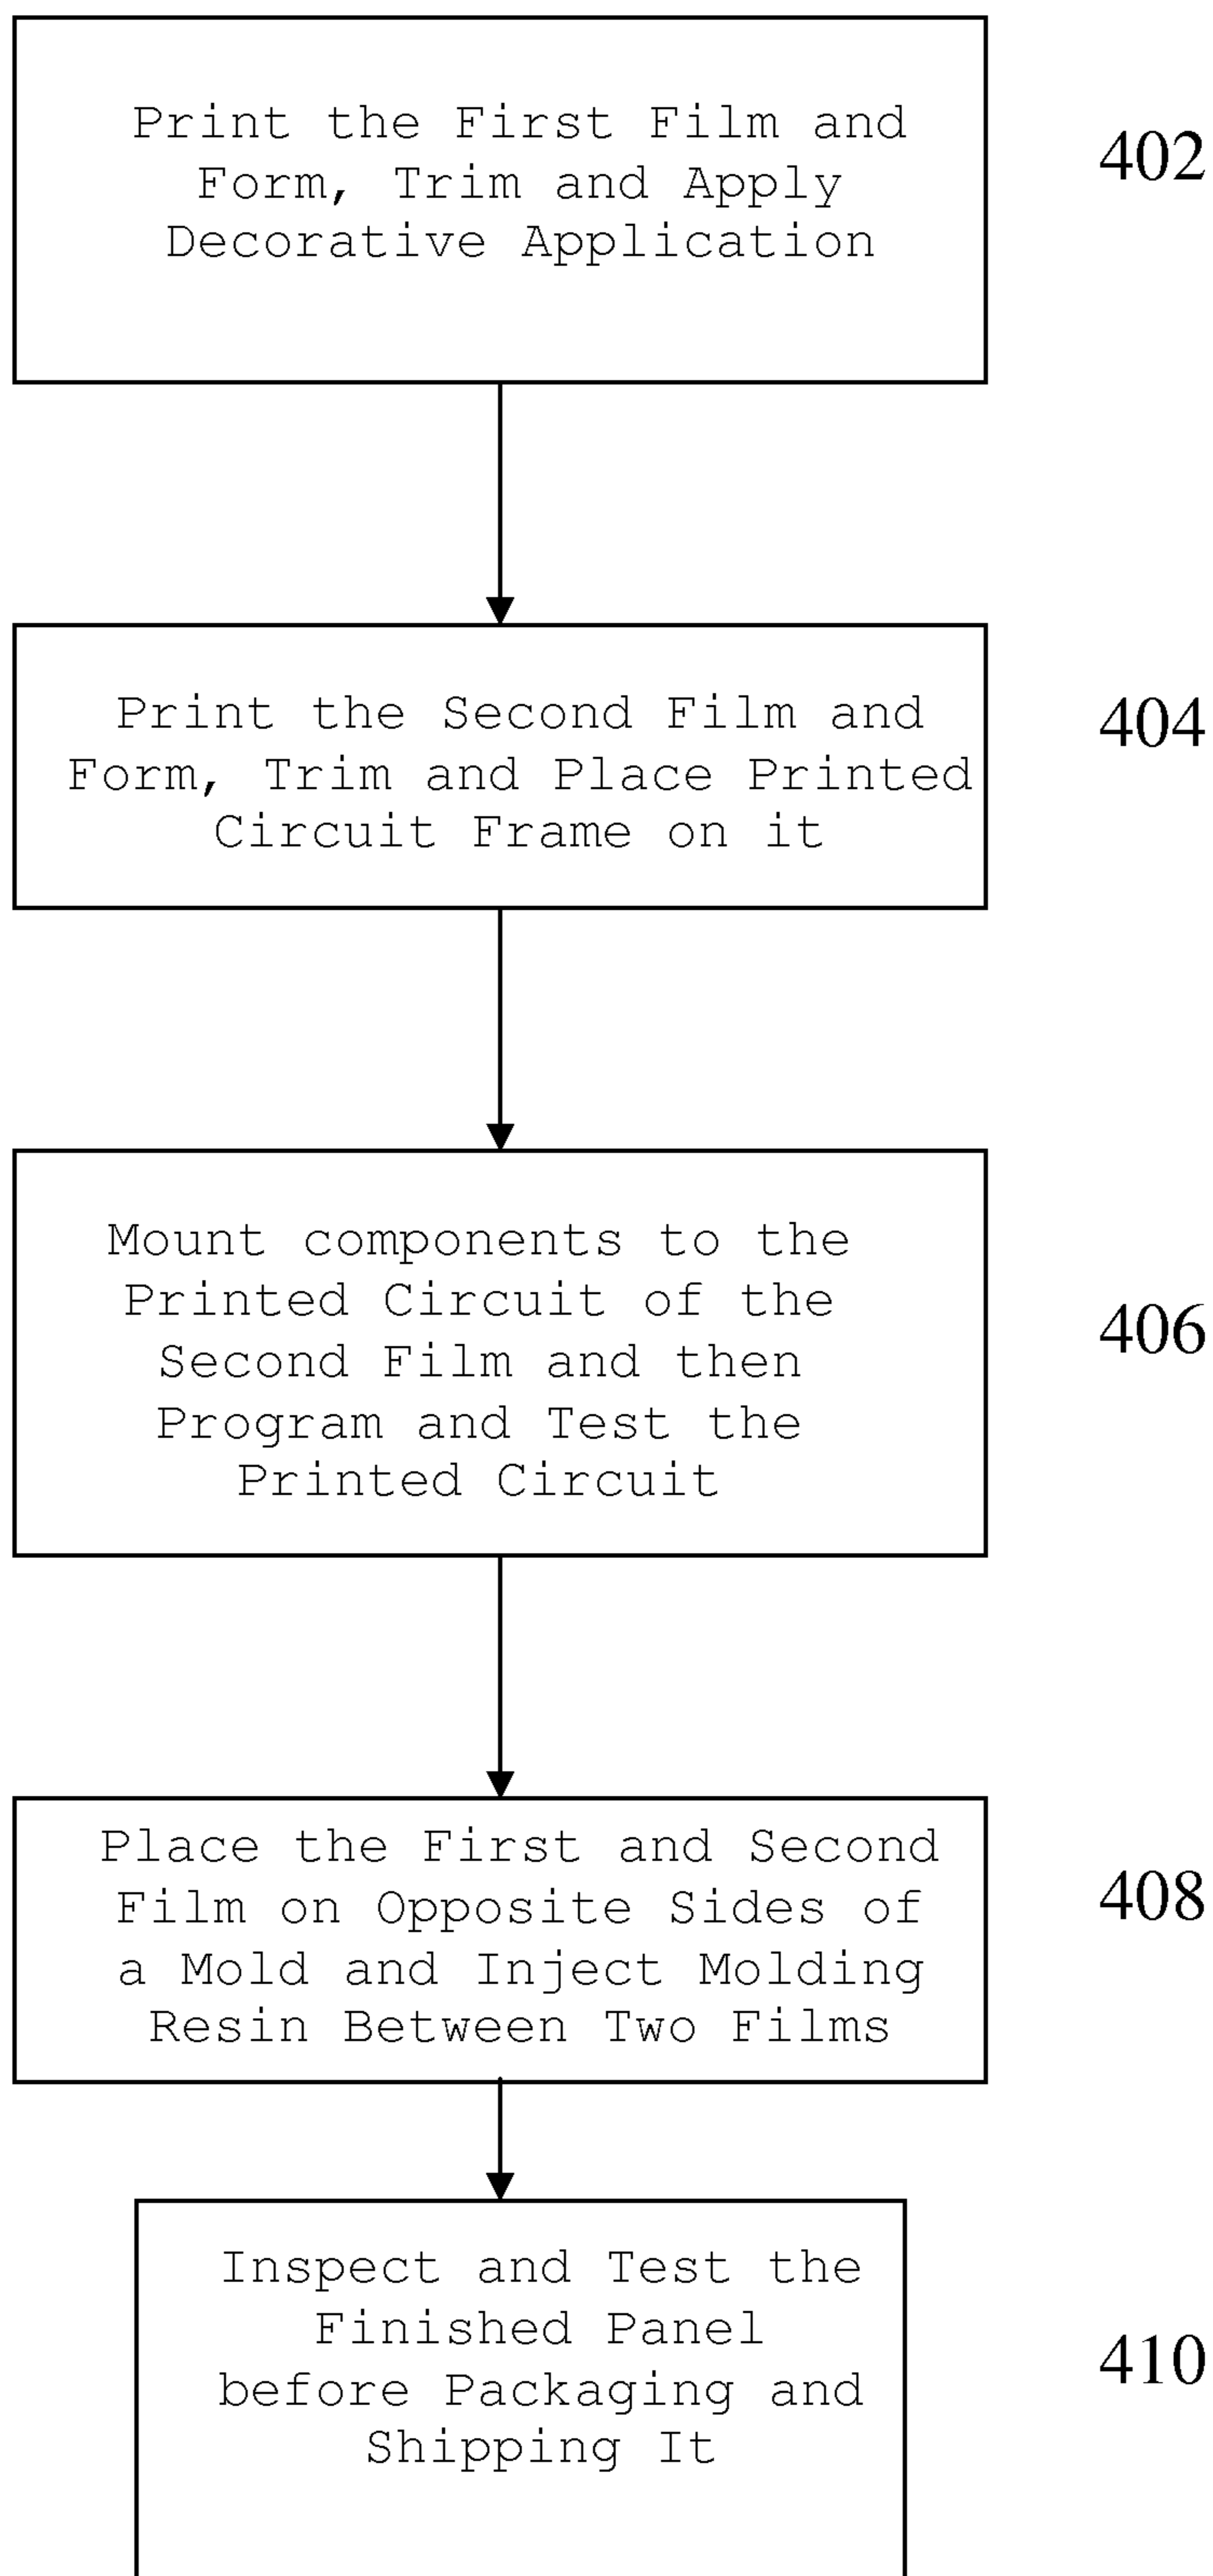 Print the First Film and
Form, Trim and Apply
Decorative Application
402
Print the Second Film and
Form, Trim and Place Printed
Circuit Frame on it
404
Mount components to the
Printed Circuit of the
Second Film and then
Program and Test the
Printed Circuit
406
Place the First and Second
Film on Opposite Sides of
a Mold and Inject Molding
Resin Between Two Films
408
Inspect and Test the
Finished Panel
before Packaging and
Shipping It
410